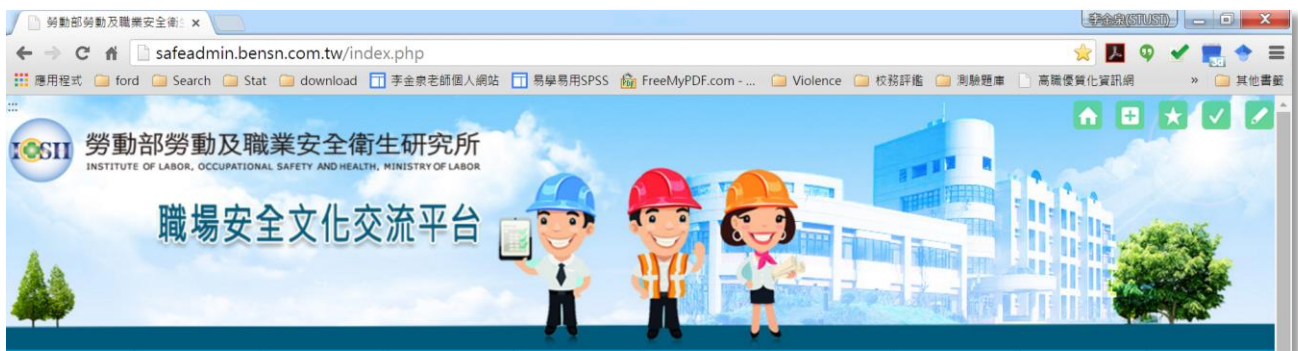 勞動部勞動及職業安全衛
李金泉(STUST)
safeadmin.bensn.com.tw/index.php
應用程式 ford Search Stat download 李金泉老師個人網站 易學易用SPSS FreeMyPDF.com - ... Violence 校務評鑑 測驗題庫 高職優質化資訊網 » 其他書籤
:::
IOSH 勞動部勞動及職業安全衛生研究所
INSTITUTE OF LABOR, OCCUPATIONAL SAFETY AND HEALTH, MINISTRY OF LABOR
職場安全文化交流平台